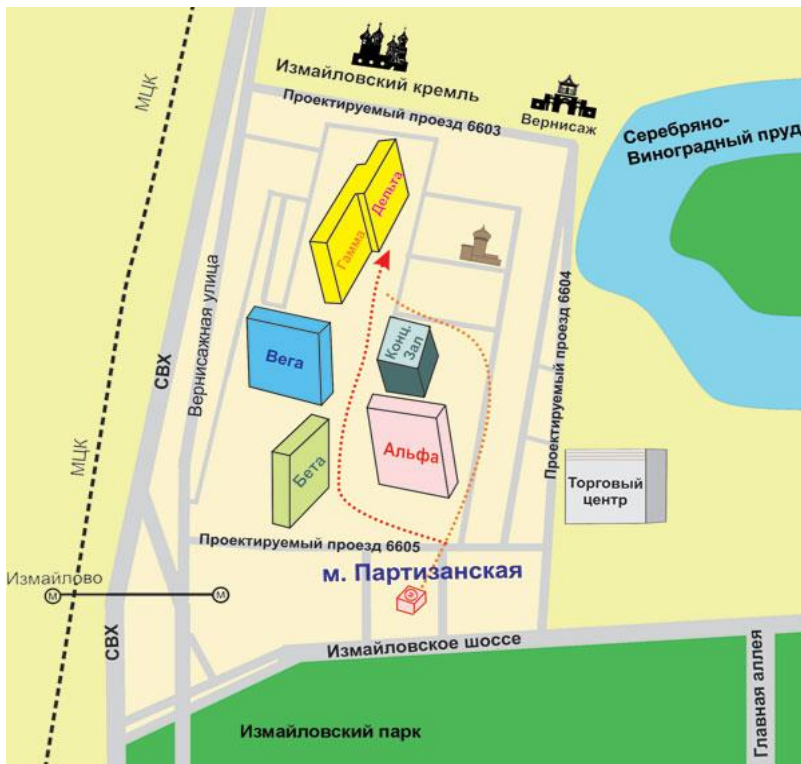 МЦК
Измайловский кремль
Вернисаж
Проектируемый проезд 6603
Серебряно-
Виноградный пруд
Дельта
Гамма
Вернисажная улица
СВХ
Проектируемый проезд 6604
Конц.
Зал
Вега
МЦК
Альфа
Бета
Торговый
центр
Проектируемый проезд 6605
м. Партизанская
Измайлово
М
М
СВХ
Измайловское шоссе
Главная аллея
Измайловский парк